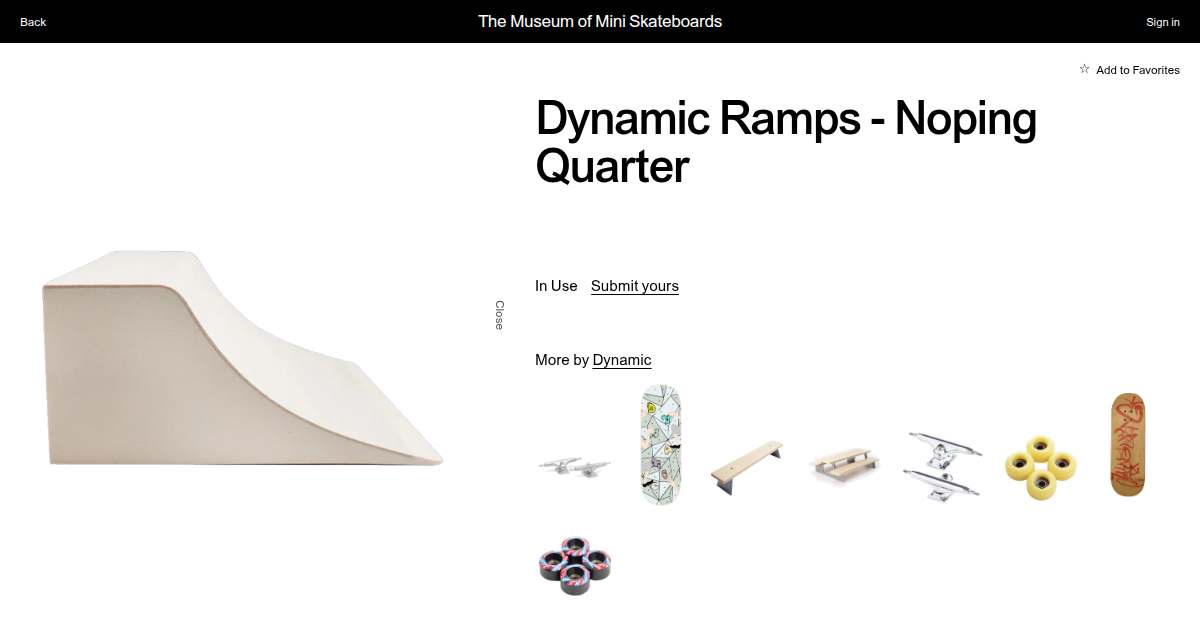 Back
The Museum of Mini Skateboards
Sign in
☆ Add to Favorites
Dynamic Ramps - Noping
Quarter
In Use Submit yours
Close
More by Dynamic